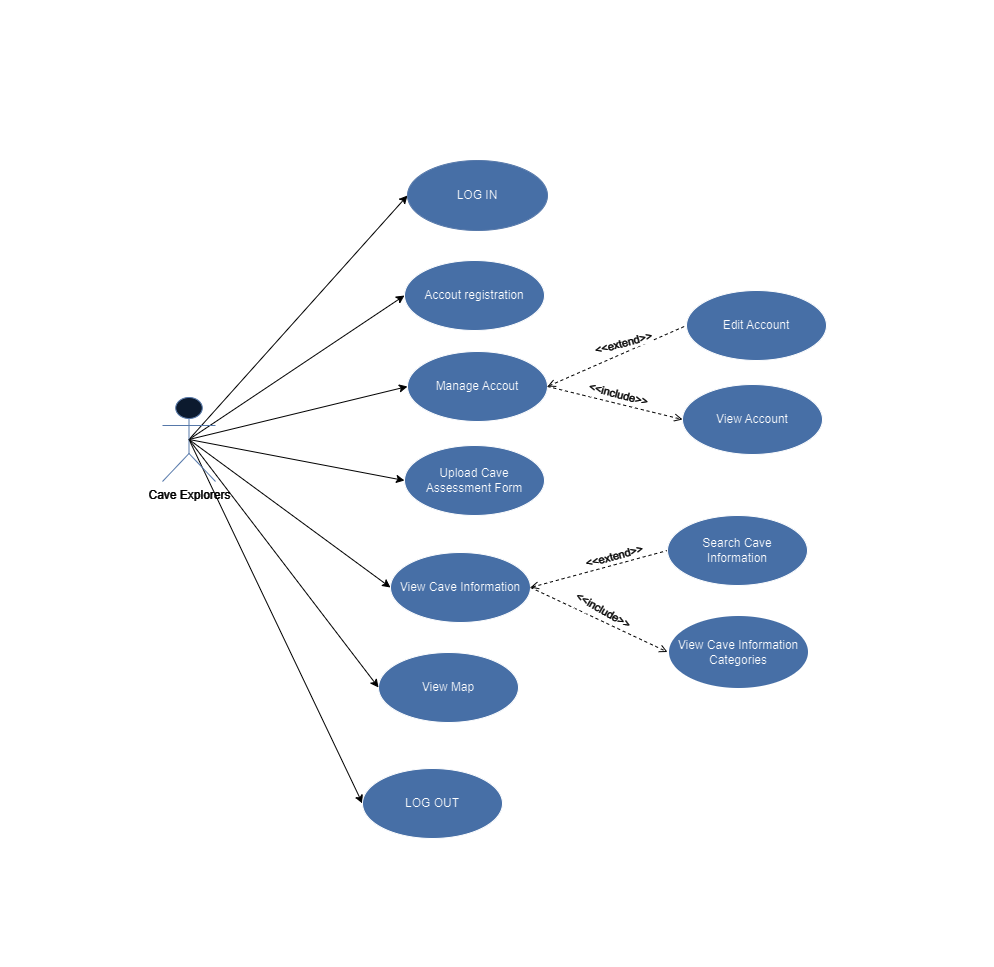 LOG IN
Accout registration
Edit Account
<<extend>>
Manage Accout
<<include>>
View Account
Upload Cave
Assessment Form
Cave Explorers
Search Cave
Information
<<extend>>
View Cave Information
<<include>>
View Cave Information
Categories
View Map
LOG OUT